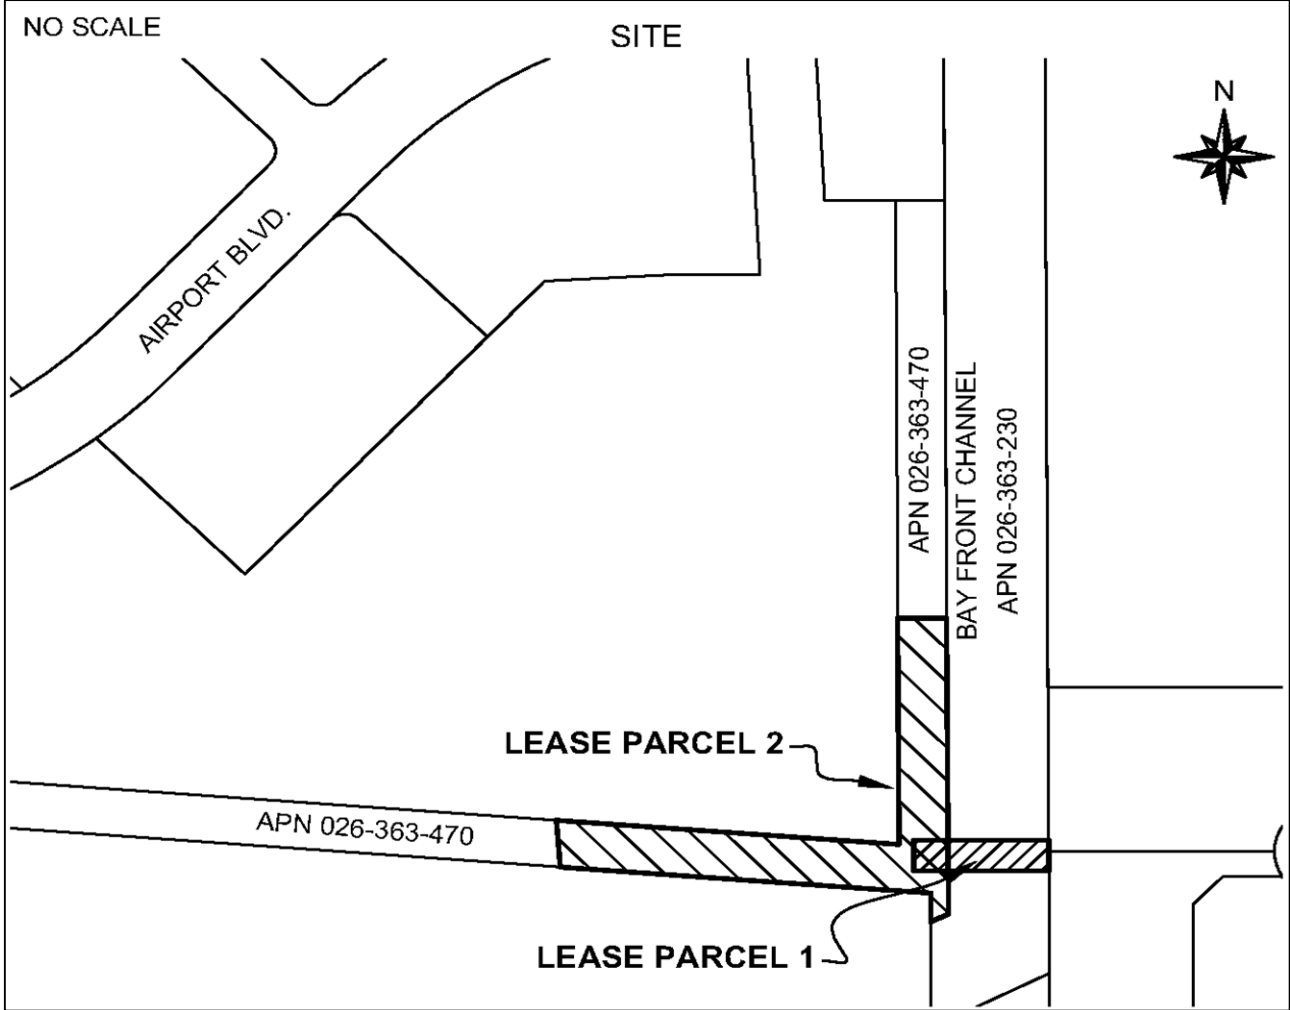 NO SCALE
SITE
N
AIRPORT BLVD.
APN 026-363-470
BAY FRONT CHANNEL
APN 026-363-230
LEASE PARCEL 2
APN 026-363-470
LEASE PARCEL 1